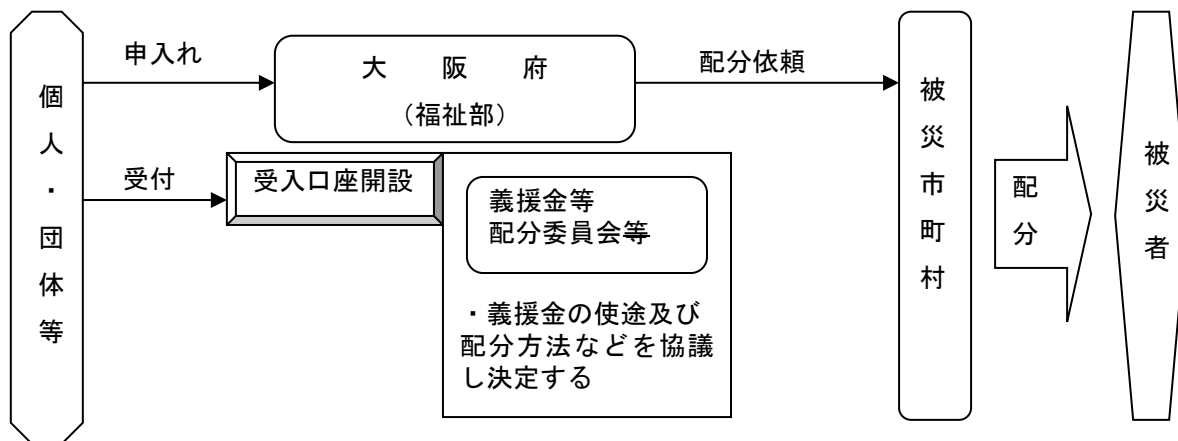 個人・団体等
申入れ
大阪府
（福祉部）
配分依頼
受付
受入口座開設
義援金等
配分委員会等
・義援金の使途及び
配分方法などを協議
し決定する
被災市町村
配分
被災者